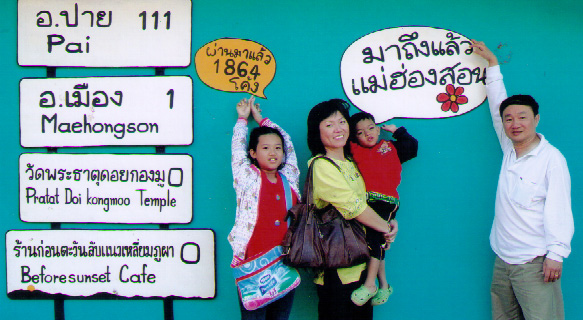 อ.ปาย 111
Pai
อ.เมือง 1
Maehongson
วัดพระธาตุดอยกองมู 0
Pratat Doi kongmoo Temple
ร้านก่อนตะวันลับแนวเหลี่ยมภูผา 0
Beforesunset Cafe
ผ่านมาแล้ว
1864
โค้ง
มาถึงแล้ว
แม่ฮ่องสอน